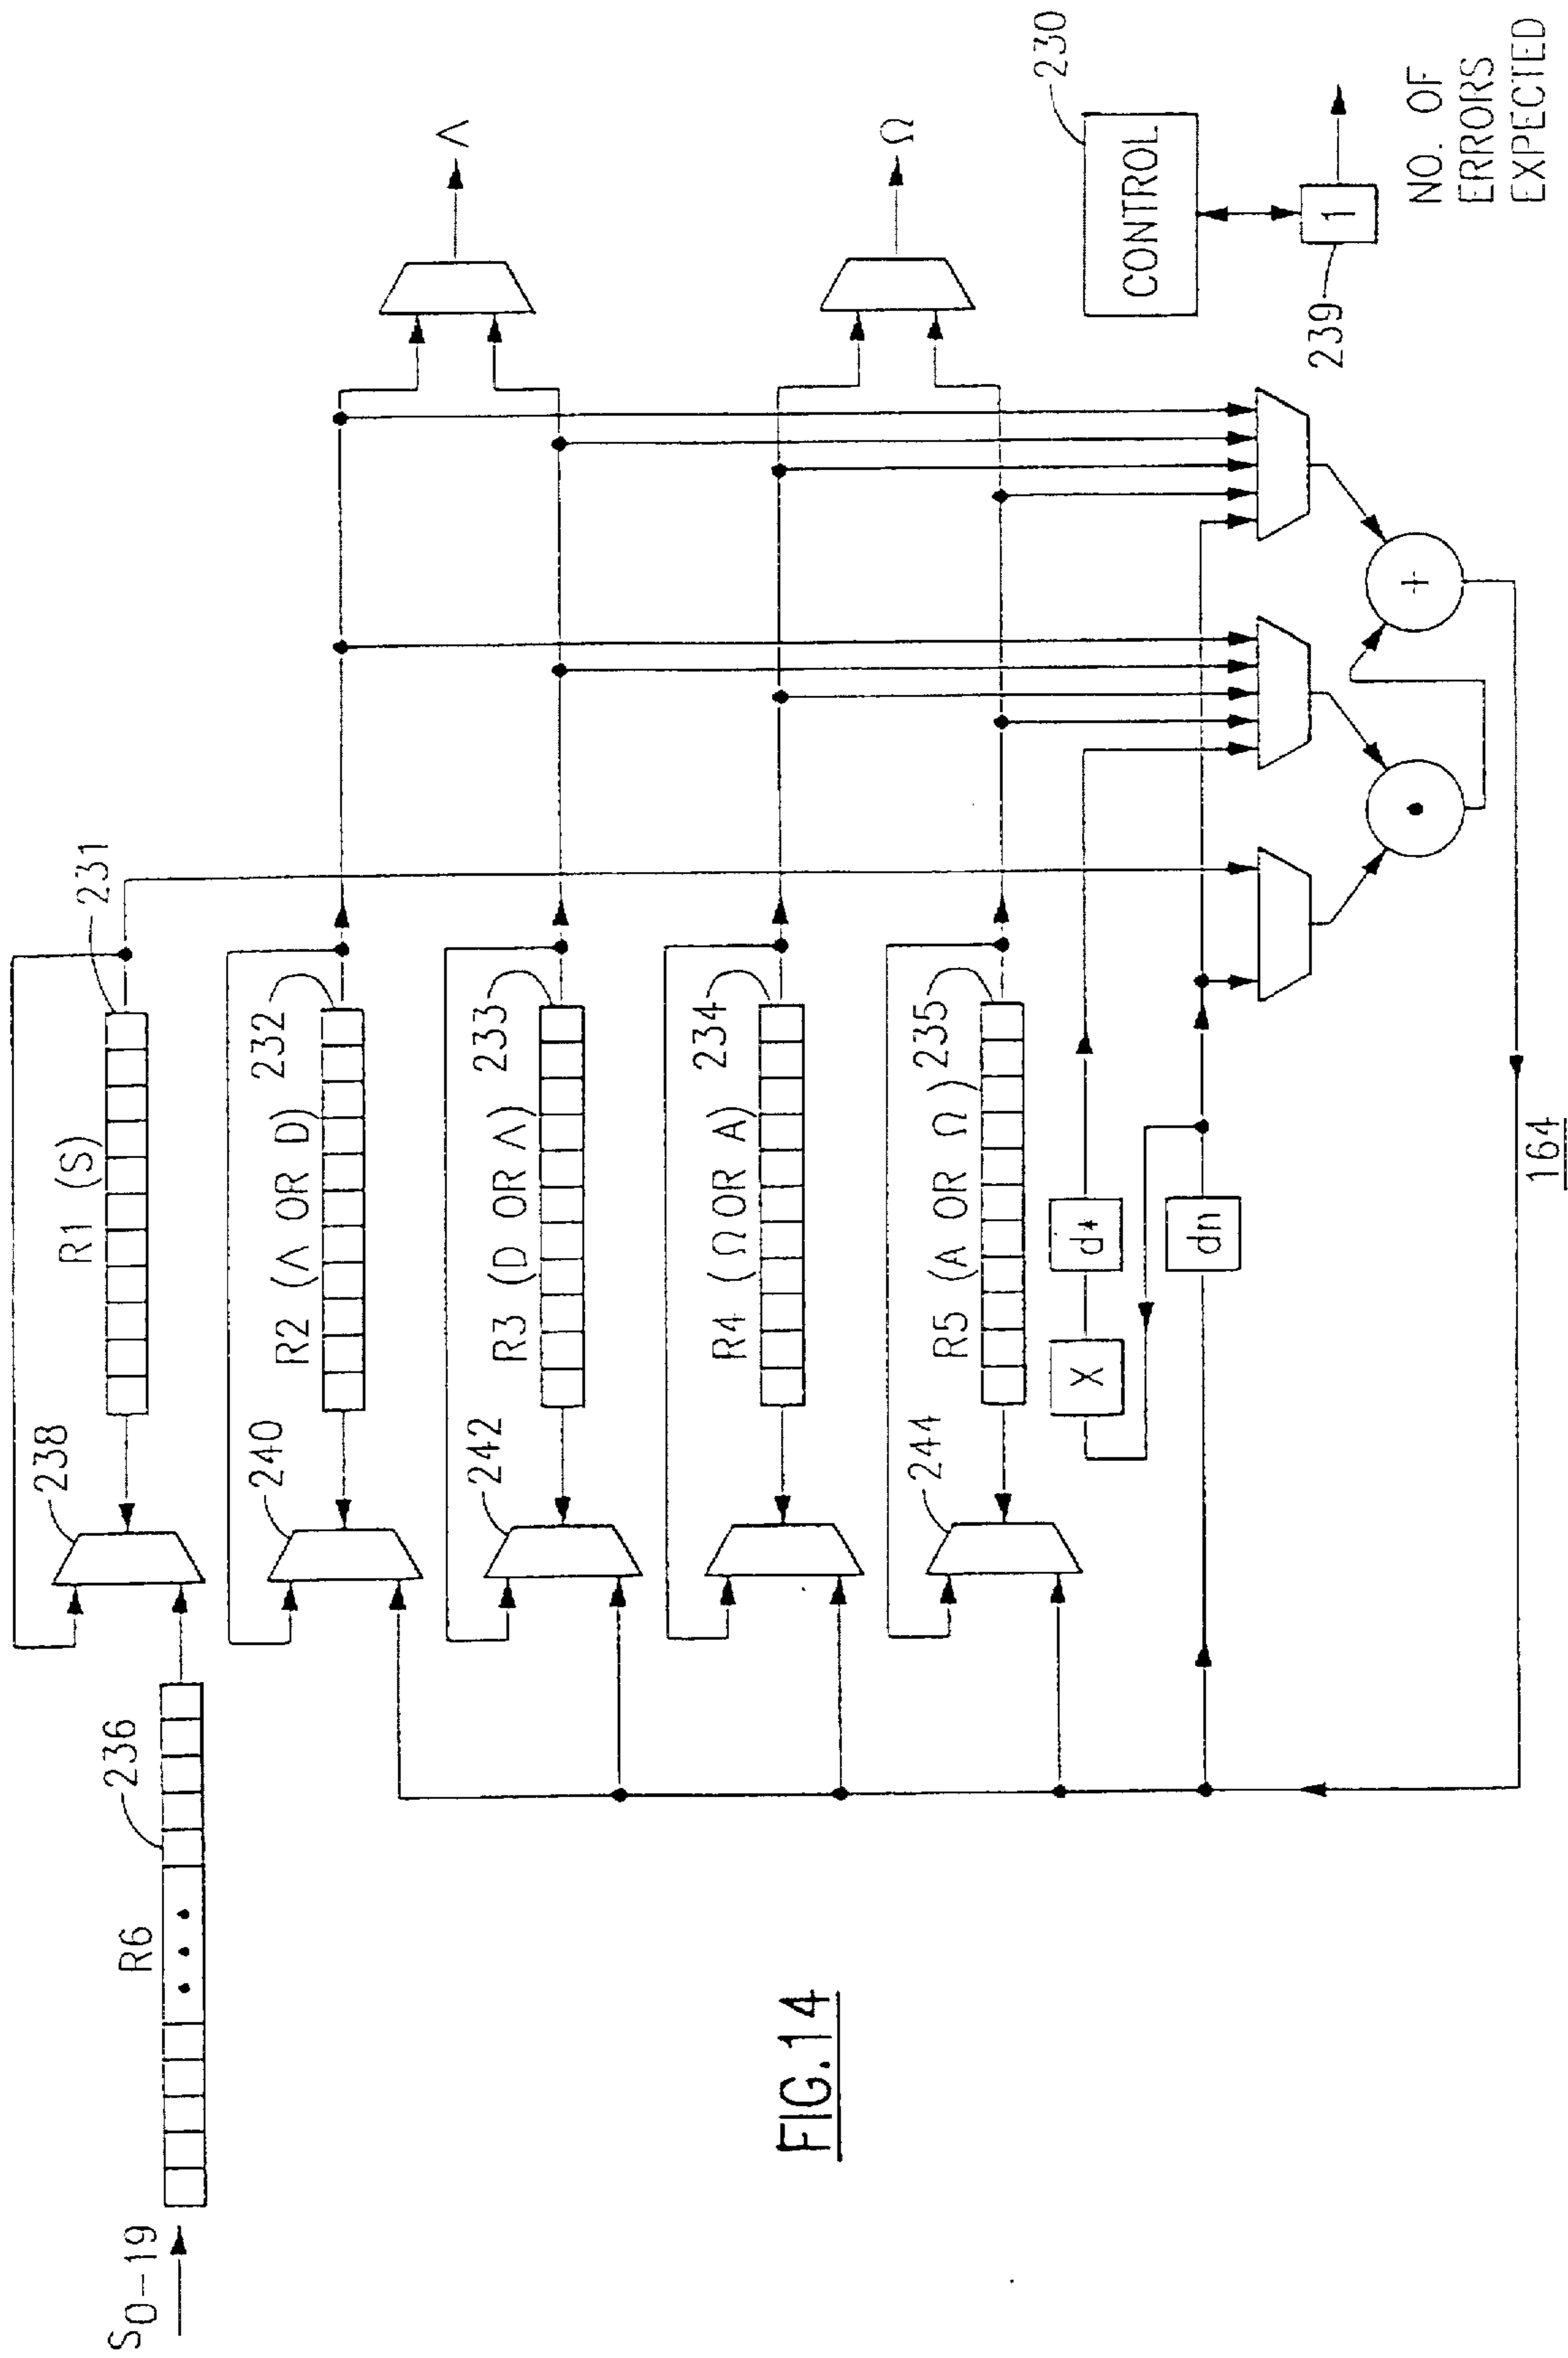 S0-19
R6
236
238
R1 (S)
231
240
R2 (Λ OR D)
232
Λ
242
R3 (D OR Λ)
233
R4 (Ω OR A)
234
Ω
244
R5 (A OR Ω)
235
X
d*
dn
•
+
CONTROL
230
239
1
NO. OF
ERRORS
EXPECTED
164
FIG.14